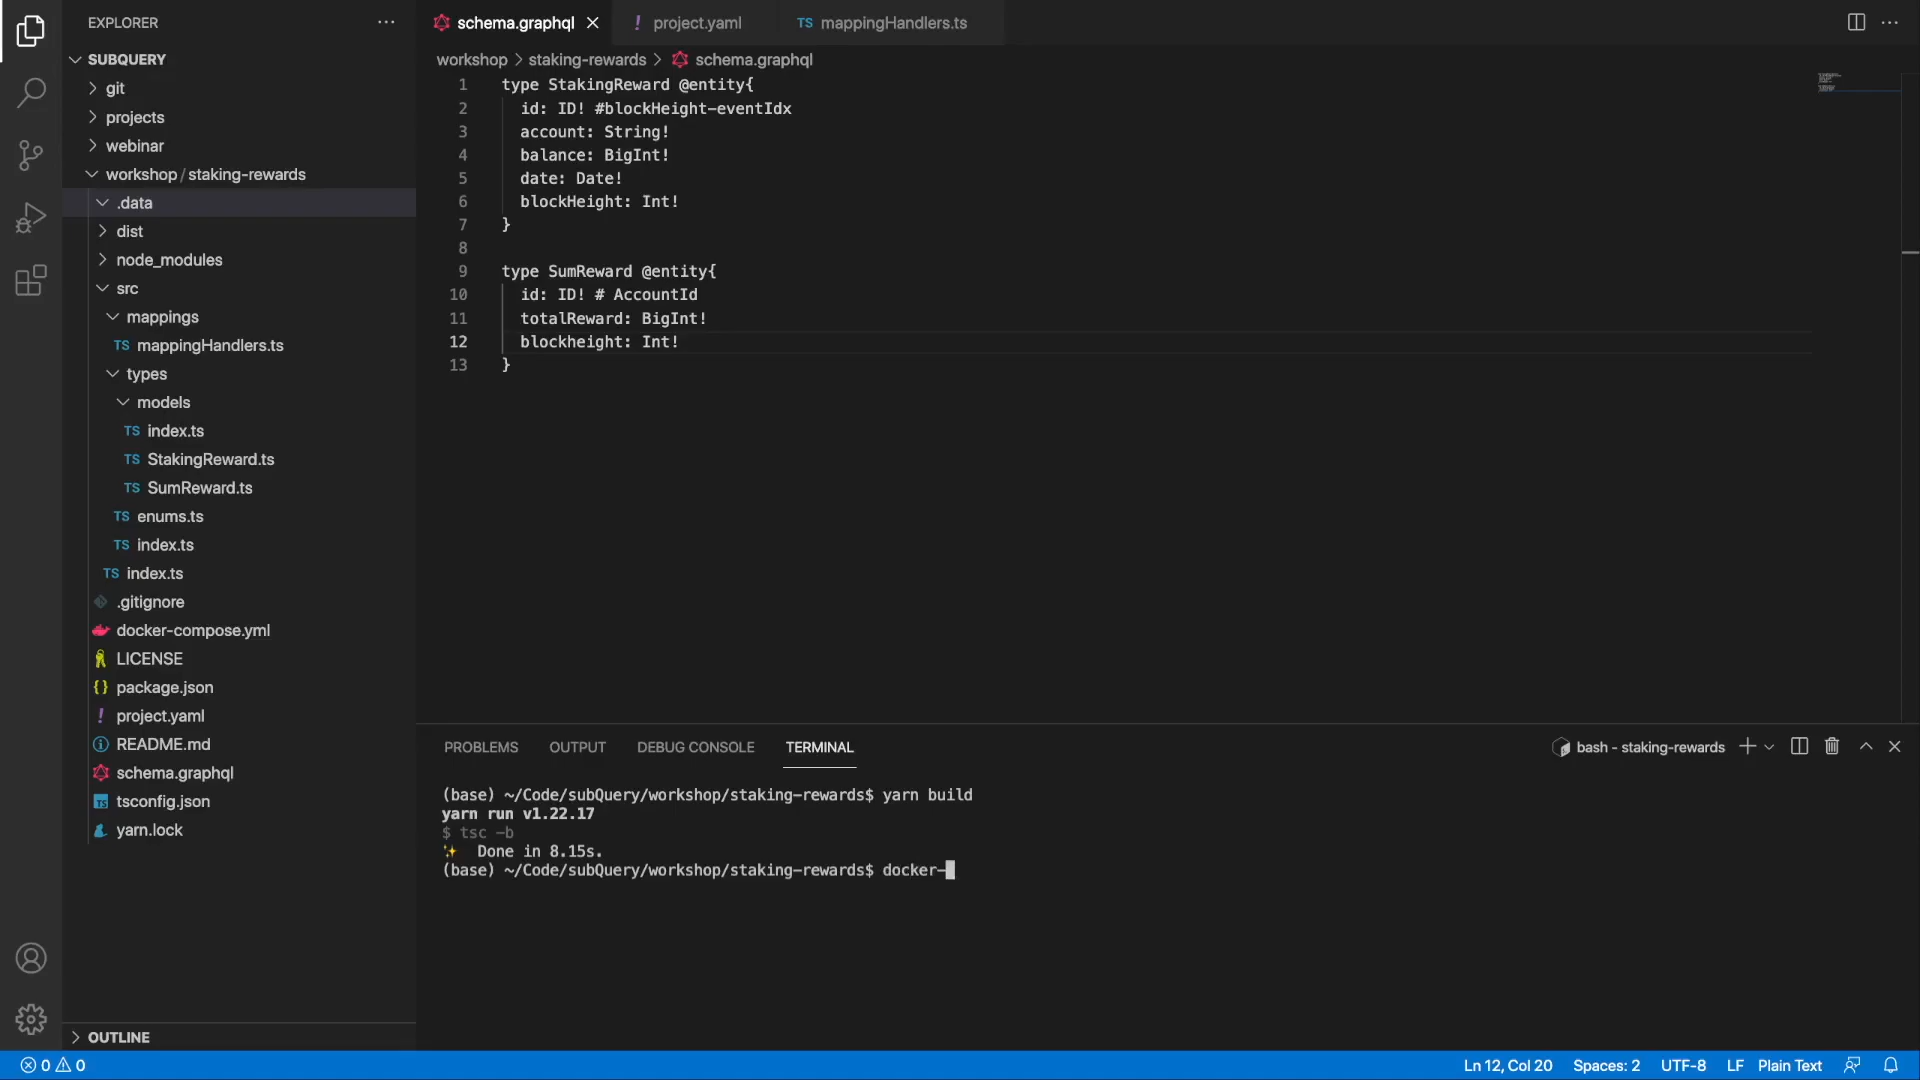 EXPLORER
SUBQUERY
git
projects
webinar
workshop / staking-rewards
.data
dist
node_modules
src
mappings
TS mappingHandlers.ts
types
models
TS index.ts
TS StakingReward.ts
TS SumReward.ts
TS enums.ts
TS index.ts
TS index.ts
.gitignore
docker-compose.yml
LICENSE
{} package.json
! project.yaml
README.md
schema.graphql
TS tsconfig.json
yarn.lock
OUTLINE
schema.graphql
! project.yaml
TS mappingHandlers.ts
workshop > staking-rewards > schema.graphql
1 type StakingReward @entity{
2 id: ID! #blockHeight-eventIdx
3 account: String!
4 balance: BigInt!
5 date: Date!
6 blockHeight: Int!
7 }
8
9 type SumReward @entity{
10 id: ID! # AccountId
11 totalReward: BigInt!
12 blockheight: Int!
13 }
PROBLEMS OUTPUT DEBUG CONSOLE TERMINAL
bash - staking-rewards
(base) ~/Code/subQuery/workshop/staking-rewards$ yarn build
yarn run v1.22.17
$ tsc -b
✨ Done in 8.15s.
(base) ~/Code/subQuery/workshop/staking-rewards$ docker-
0 0
Ln 12, Col 20 Spaces: 2 UTF-8 LF Plain Text